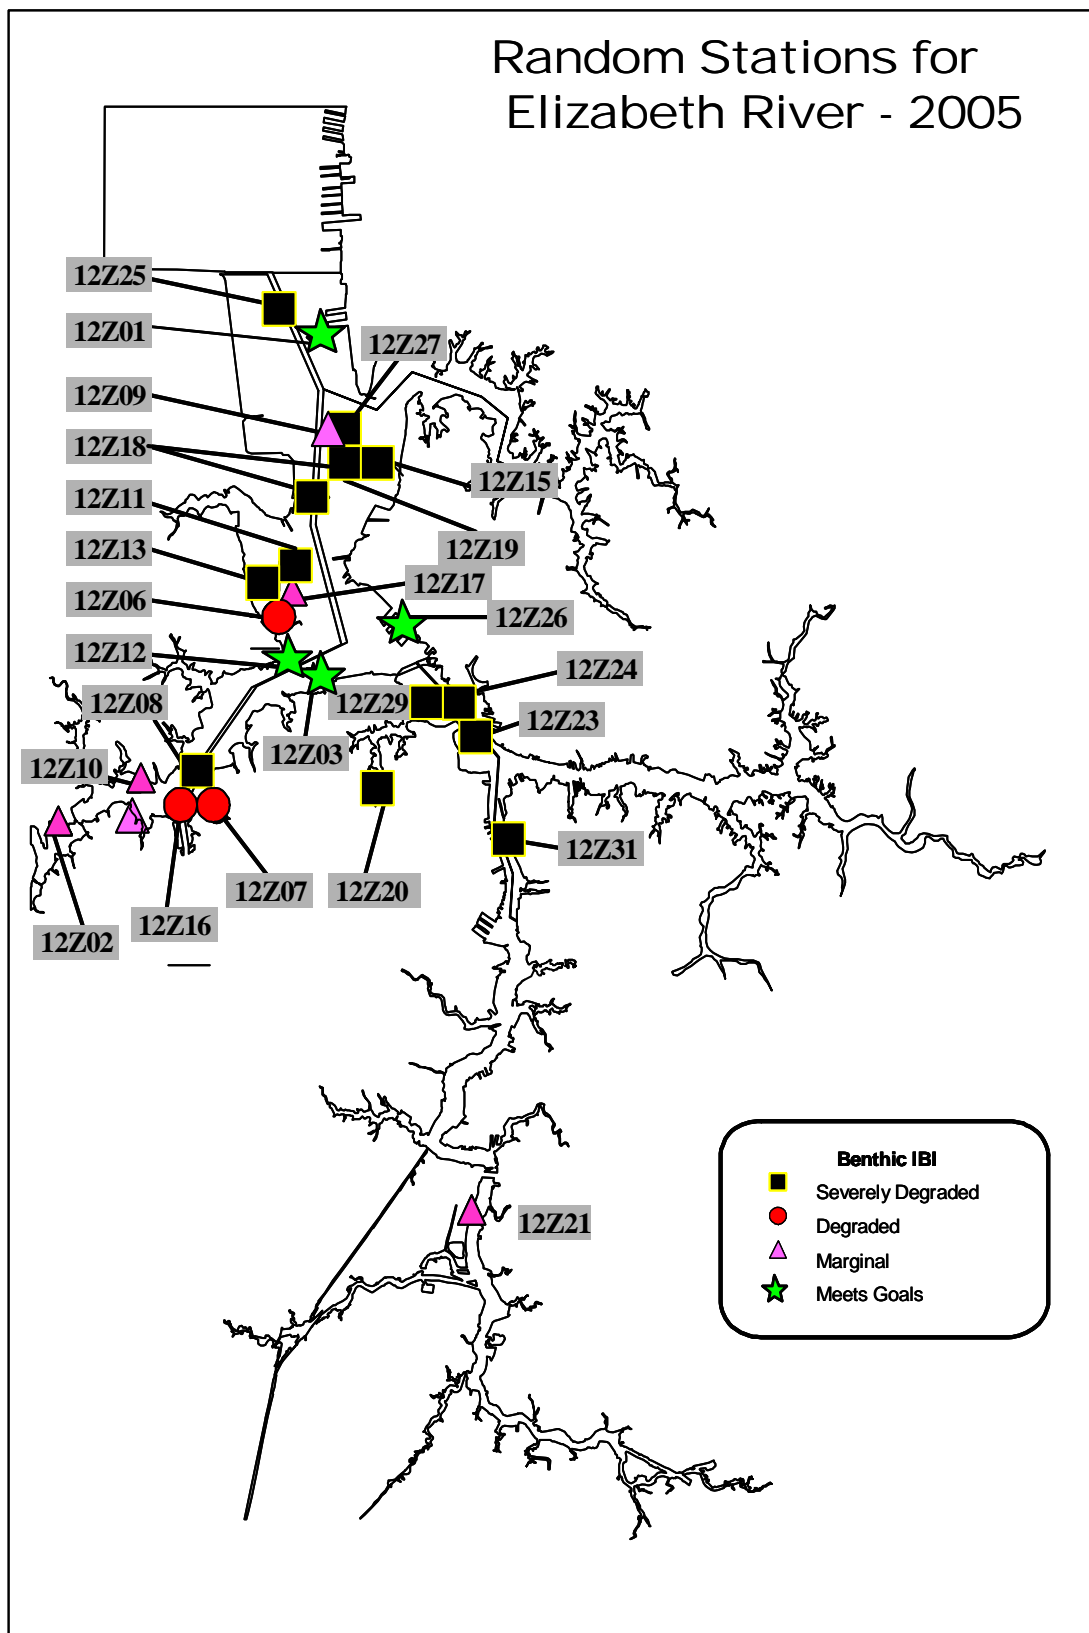 Random Stations for
Elizabeth River - 2005
12Z25
12Z01
12Z27
12Z09
12Z18
12Z15
12Z11
12Z19
12Z13
12Z17
12Z06
12Z26
12Z12
12Z24
12Z08
12Z29
12Z23
12Z03
12Z10
12Z31
12Z07
12Z20
12Z16
12Z02
12Z21
Benthic IBI
Severely Degraded
Degraded
Marginal
Meets Goals